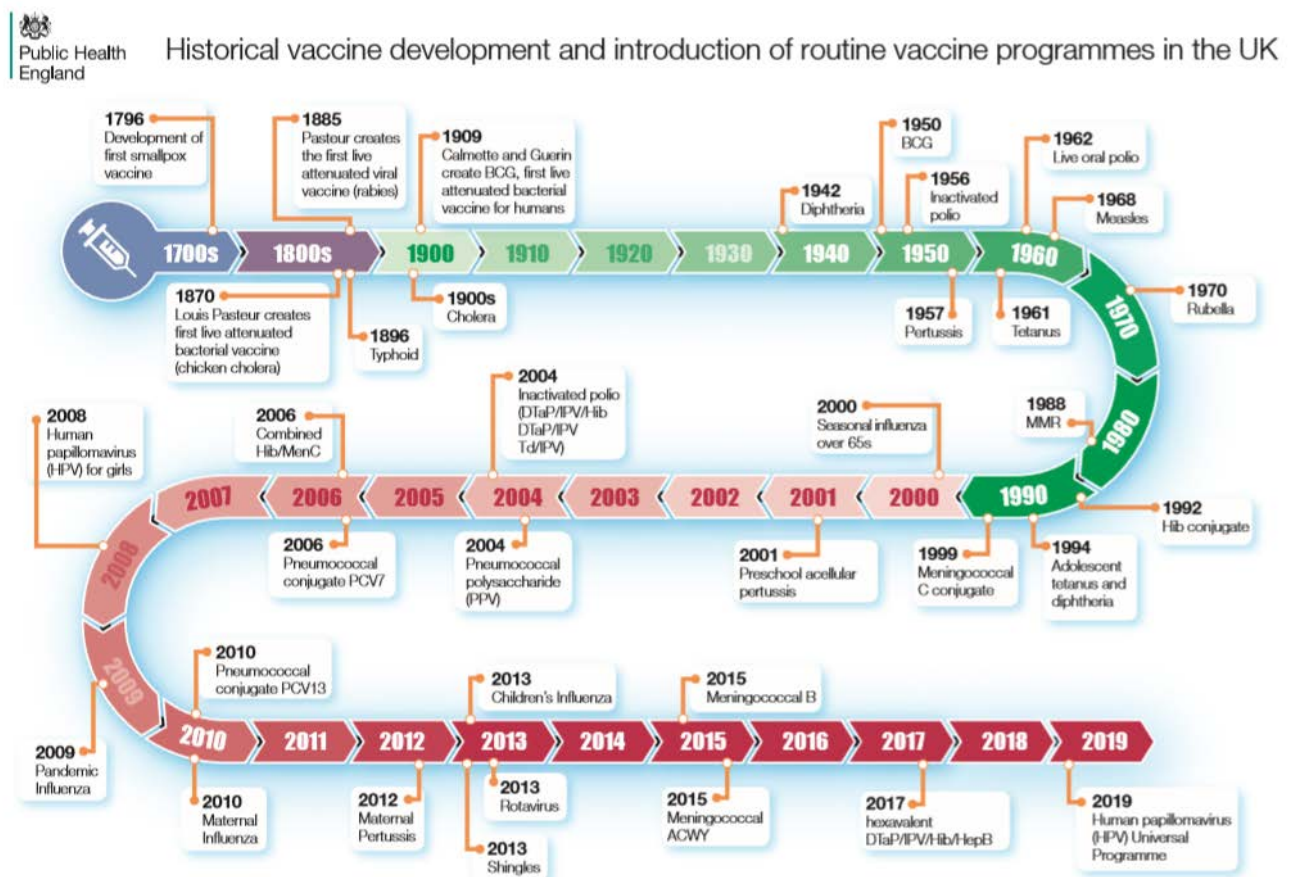 Public Health
England
Historical vaccine development and introduction of routine vaccine programmes in the UK
1796
Development of
first smallpox
vaccine
1885
Pasteur creates
the first live
attenuated viral
vaccine (rabies)
1909
Calmette and Guerin
create BCG, first live
attenuated bacterial
vaccine for humans
1942
Diphtheria
1950
BCG
1956
Inactivated
polio
1962
Live oral polio
1968
Measles
1700s
1800s
1900
1910
1920
1930
1940
1950
1960
1970
1980
1870
Louis Pasteur creates
first live attenuated
bacterial vaccine
(chicken cholera)
1896
Typhoid
1900s
Cholera
1957
Pertussis
1961
Tetanus
1970
Rubella
2008
Human
papillomavirus
(HPV) for girls
2006
Combined
Hib/MenC
2004
Inactivated polio
(DTaP/IPV/Hib
DTaP/IPV
Td/IPV)
2000
Seasonal influenza
over 65s
1988
MMR
2007
2006
2005
2004
2003
2002
2001
2000
1990
2008
2009
2006
Pneumococcal
conjugate PCV7
2004
Pneumococcal
polysaccharide
(PPV)
2001
Preschool acellular
pertussis
1999
Meningococcal
C conjugate
1994
Adolescent
tetanus and
diphtheria
1992
Hib conjugate
2010
Pneumococcal
conjugate PCV13
2013
Children's Influenza
2015
Meningococcal B
2010
2011
2012
2013
2014
2015
2016
2017
2018
2019
2009
Pandemic
Influenza
2010
Maternal
Influenza
2012
Maternal
Pertussis
2013
Rotavirus
2013
Shingles
2015
Meningococcal
ACWY
2017
hexavalent
DTaP/IPV/Hib/HepB
2019
Human papillomavirus
(HPV) Universal
Programme